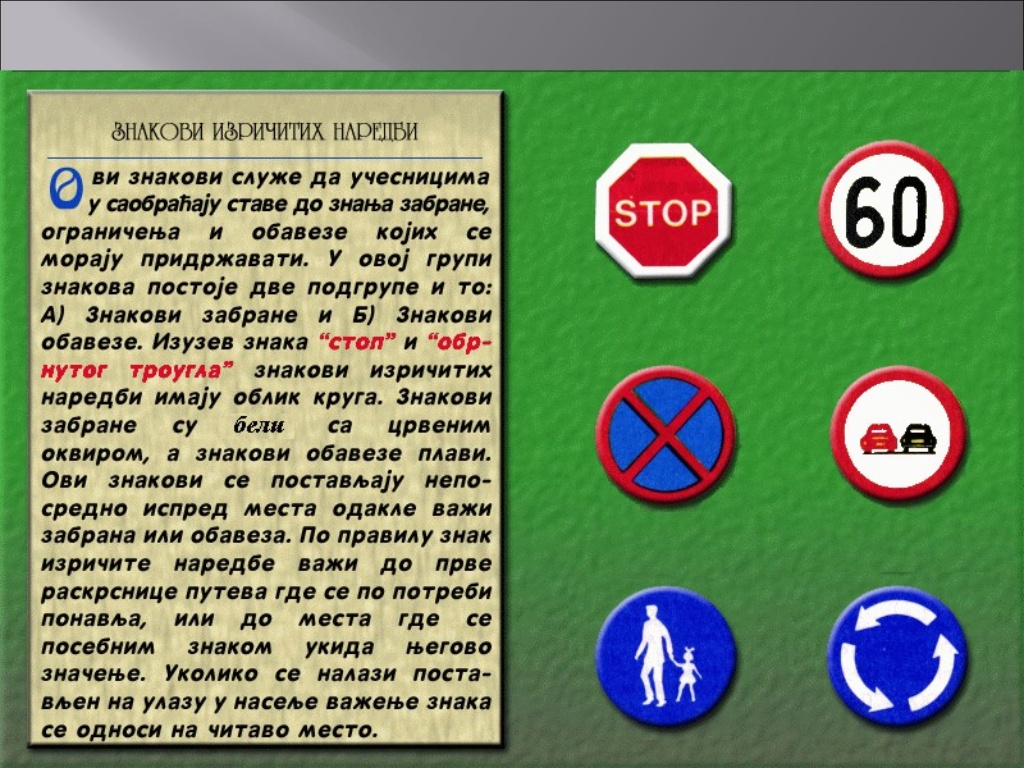 ЗНАКОВИ ИЗРИЧИТИХ НАРЕДБИ
Ови знакови служе да учесницима
у саобраћају ставе до знања забране,
ограничења и обавезе којих се
морају придржавати. У овој групи
знакова постоје две подгрупе и то:
А) Знакови забране и Б) Знакови
обавезе. Изузев знака “стоп” и “обр-
нутог троугла” знакови изричитих
наредби имају облик круга. Знакови
забране су бели са црвеним
оквиром, а знакови обавезе плави.
Ови знакови се постављају непо-
средно испред места одакле важи
забрана или обавеза. По правилу знак
изричите наредбе важи до прве
раскрснице путева где се по потреби
понавља, или до места где се
посебним знаком укида његово
значење. Уколико се налази поста-
вљен на улазу у насеље важење знака
се односи на читаво место.
STOP
60